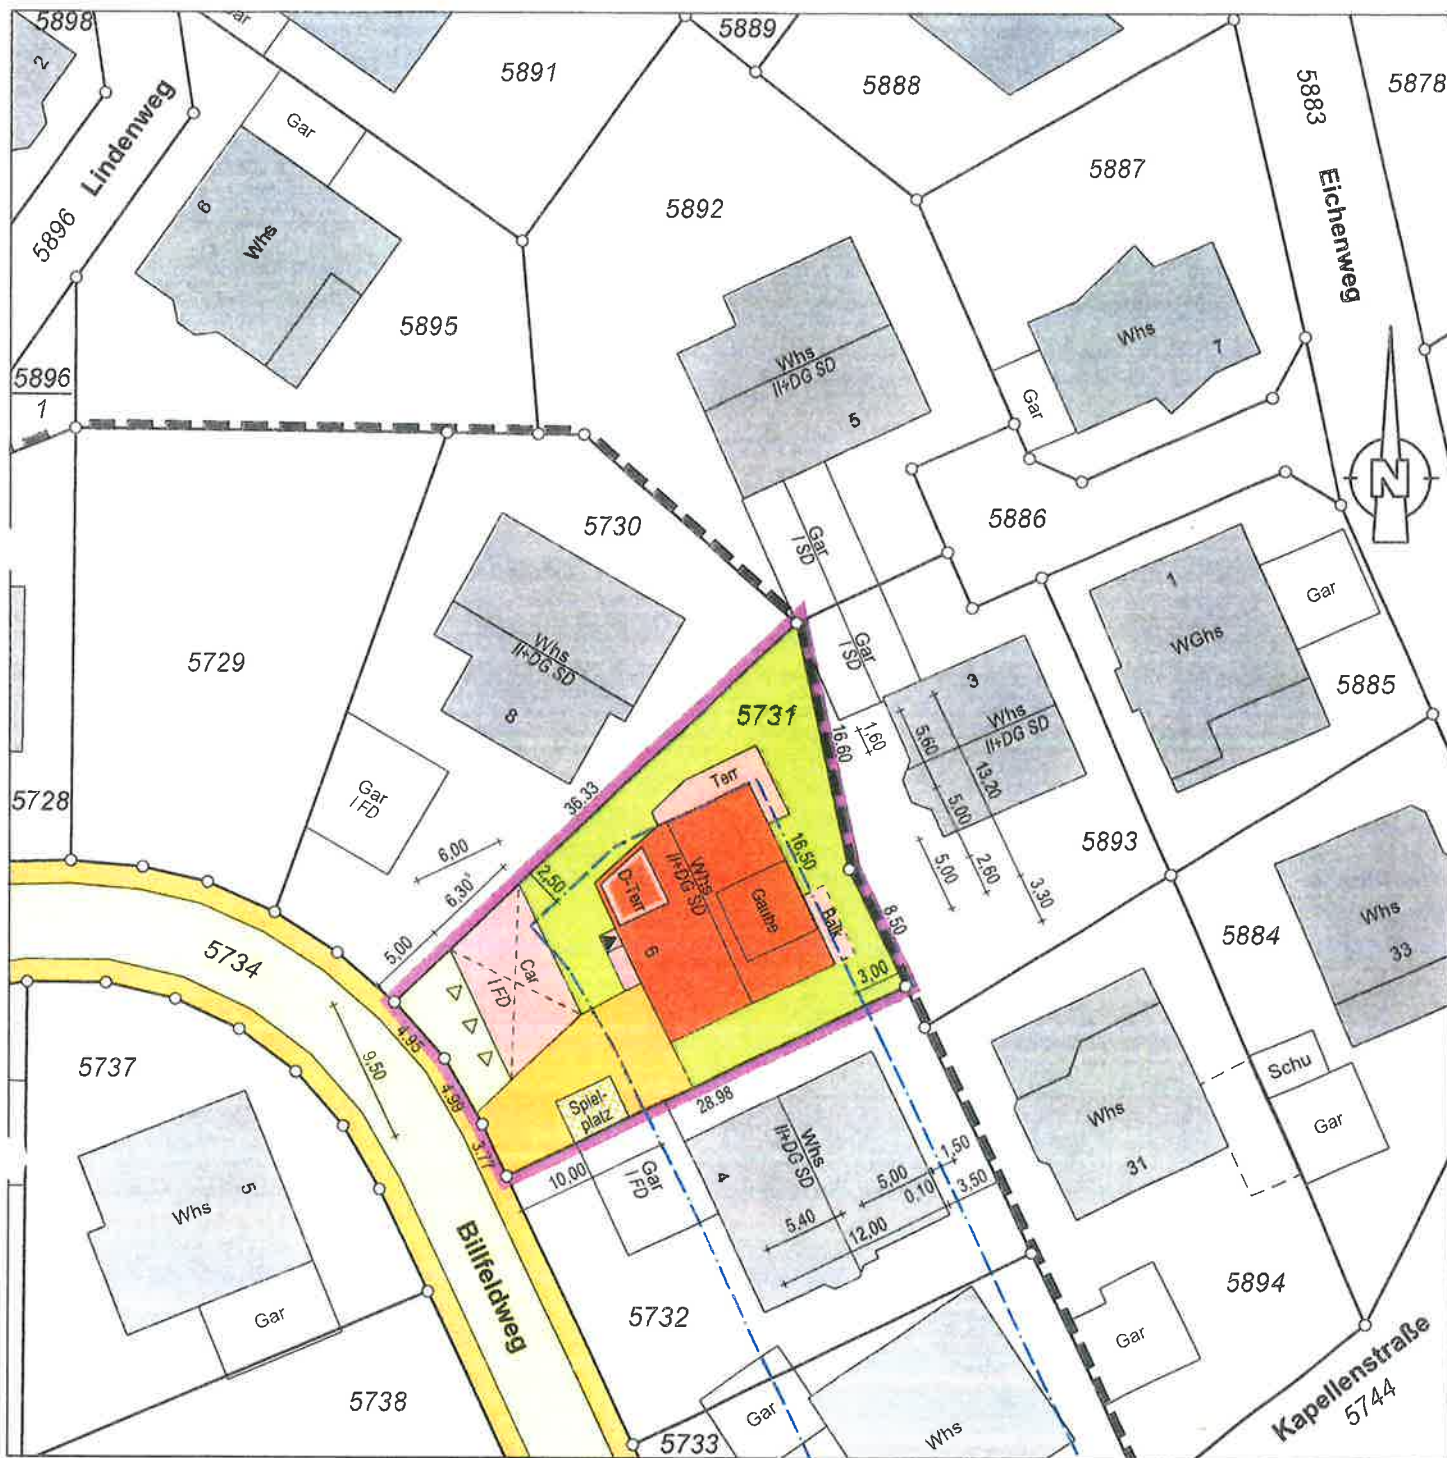 5898
Gar
5889
5891
5888
5883
5878
2
Lindenweg
Gar
5887
Eichenweg
5892
6
Whs
5896
5895
Whs
7
Whs
II+DG SD
5
Gar
5896
1
N
5730
5886
Gar
I SD
1
Gar
WGhs
Whs
II+DG SD
8
5729
Gar
I SD
3
Whs
II+DG SD
5885
5731
16,60
1,60
5,60
13,20
5,00
2,60
3,30
5,00
5728
Gar
I FD
36.33
Terr
6,00
6,30⁵
2,50
D-Terr
Whs
II+DG SD
16,50
Gaube
5893
Balk
8,50
5884
Whs
33
5,00
5734
Car
I FD
6
3,00
4.95
9,50
4.99
3.77
5737
Spiel-
platz
28.98
10,00
Gar
I FD
Whs
II+DG SD
4
1,50
5,00
0,10
3,50
5,40
12,00
Whs
31
Schu
Gar
5
Whs
Gar
Billfeldweg
5732
5894
Gar
Kapellenstraße
5744
5738
5733
Gar
Whs